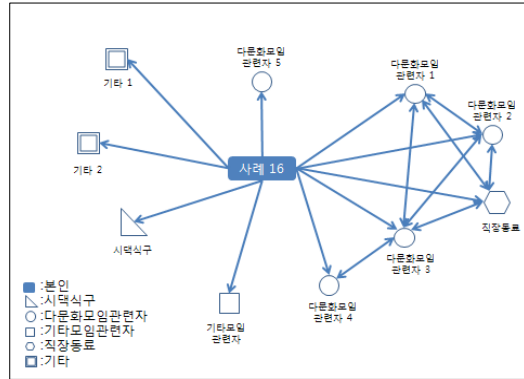 다문화모임
관련자 5
기타 1
다문화모임
관련자 1
다문화모임
관련자 2
기타 2
사례 16
시댁식구
직장동료
다문화모임
관련자 3
기타모임
관련자
다문화모임
관련자 4
:본인
:시댁식구
:다문화모임관련자
:기타모임관련자
:직장동료
:기타